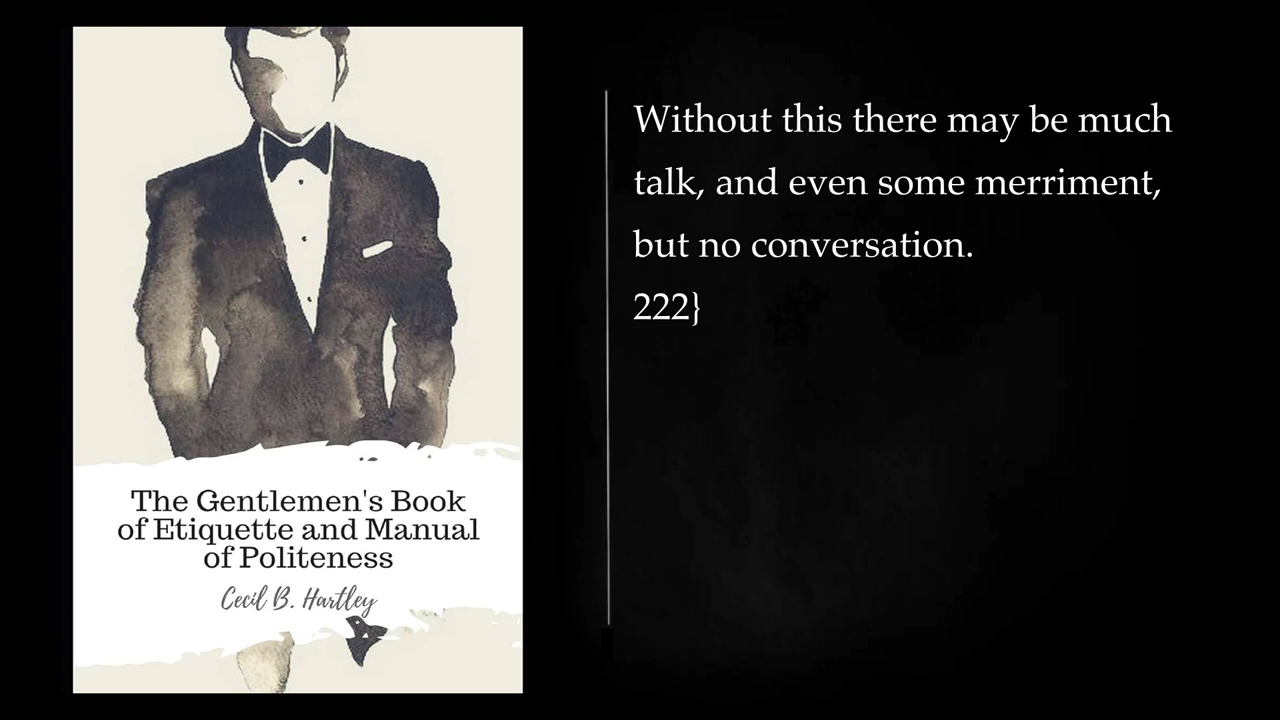 The Gentlemen's Book
of Etiquette and Manual
of Politeness
Cecil B. Hartley
Without this there may be much
talk, and even some merriment,
but no conversation.
222}